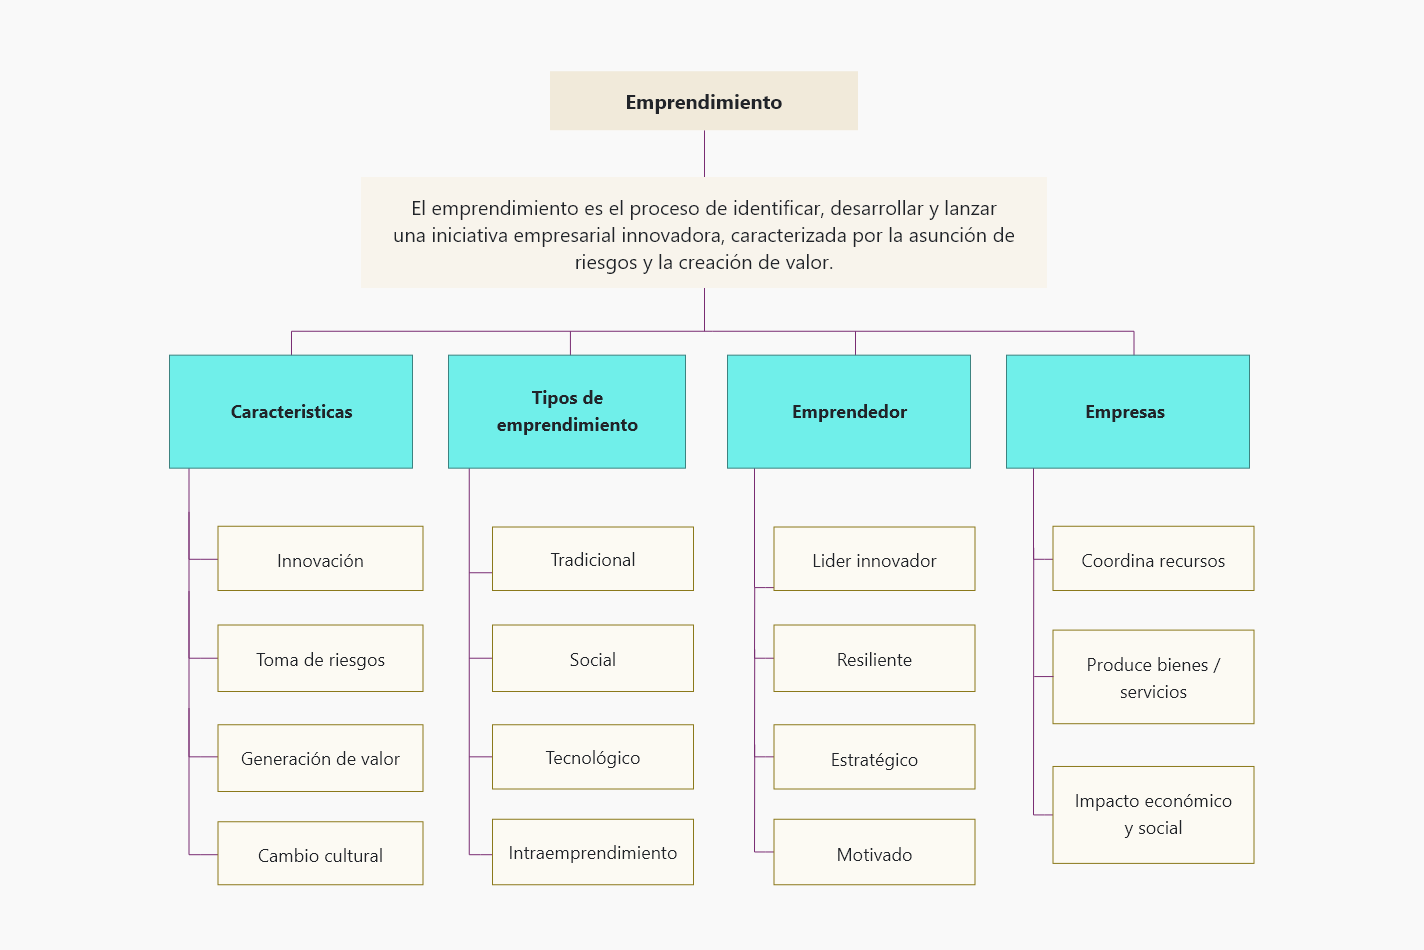 Emprendimiento
El emprendimiento es el proceso de identificar, desarrollar y lanzar
una iniciativa empresarial innovadora, caracterizada por la asunción de
riesgos y la creación de valor.
Caracteristicas
Tipos de
emprendimiento
Emprendedor
Empresas
Innovación
Tradicional
Lider innovador
Coordina recursos
Toma de riesgos
Social
Resiliente
Produce bienes /
servicios
Generación de valor
Tecnológico
Estratégico
Impacto económico
y social
Cambio cultural
Intraemprendimiento
Motivado